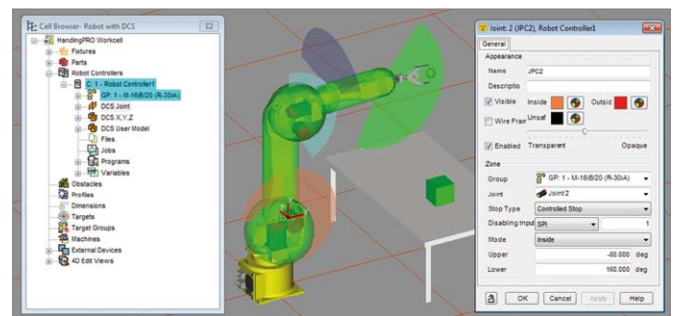 Cell Browser- Robot with DCS
HandlingPRO Workcell
Fixtures
Parts
Robot Controllers
C: 1 - Robot Controller1
GP: 1 - M-16iB/20 (R-30iA)
DCS Joint
DCS X,Y,Z
DCS User Model
Files
Jobs
Programs
Variables
Obstacles
Profiles
Dimensions
Targets
Target Groups
Machines
External Devices
4D Edit Views
Joint: 2 (JPC2), Robot Controller1
General
Appearance
Name JPC2
Descriptio
Visible Inside Outsid
Wire Fram Unsaf
Enabled Transparent Opaque
Zone
Group GP: 1 - M-16iB/20 (R-30iA)
Joint Joint:2
Stop Type Controlled Stop
Disabling Input SPI 1
Mode Inside
Upper -80.000 deg
Lower 160.000 deg
OK Cancel Apply Help